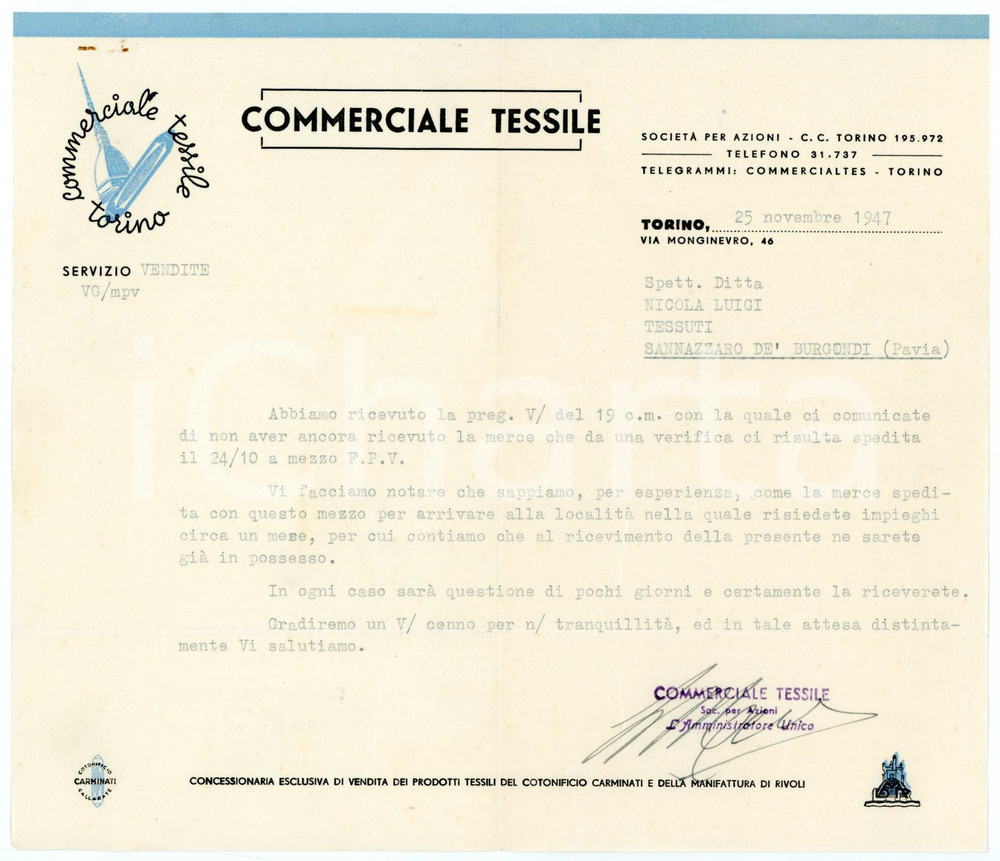 commerciale tessile
torino
COMMERCIALE TESSILE
SOCIETÀ PER AZIONI - C.C. TORINO 195.972
TELEFONO 31.737
TELEGRAMMI: COMMERCIALTES - TORINO
TORINO, 25 novembre 1947
VIA MONGINEVRO, 46
SERVIZIO VENDITE
VG/mpv
Spett. Ditta
NICOLA LUIGI
TESSUTI
SANNAZZARO DE' BURGONDI (Pavia)
iCharta
Abbiamo ricevuto la preg. V/ del 19 c.m. con la quale ci comunicate
di non aver ancora ricevuto la merce che da una verifica ci risulta spedita
il 24/10 a mezzo F.P.V.
Vi facciamo notare che sappiamo, per esperienza, come la merce spedi-
ta con questo mezzo per arrivare alla località nella quale risiedete impieghi
circa un mese, per cui contiamo che al ricevimento della presente ne sarete
già in possesso.
In ogni caso sarà questione di pochi giorni e certamente la riceverete.
Gradiremo un V/ cenno per n/ tranquillità, ed in tale attesa distinta-
mente Vi salutiamo.
COMMERCIALE TESSILE
Soc. per Azioni
L'Amministratore Unico
COTONIFICIO
CARMINATI
GALLARATE
CONCESSIONARIA ESCLUSIVA DI VENDITA DEI PRODOTTI TESSILI DEL COTONIFICIO CARMINATI E DELLA MANIFATTURA DI RIVOLI